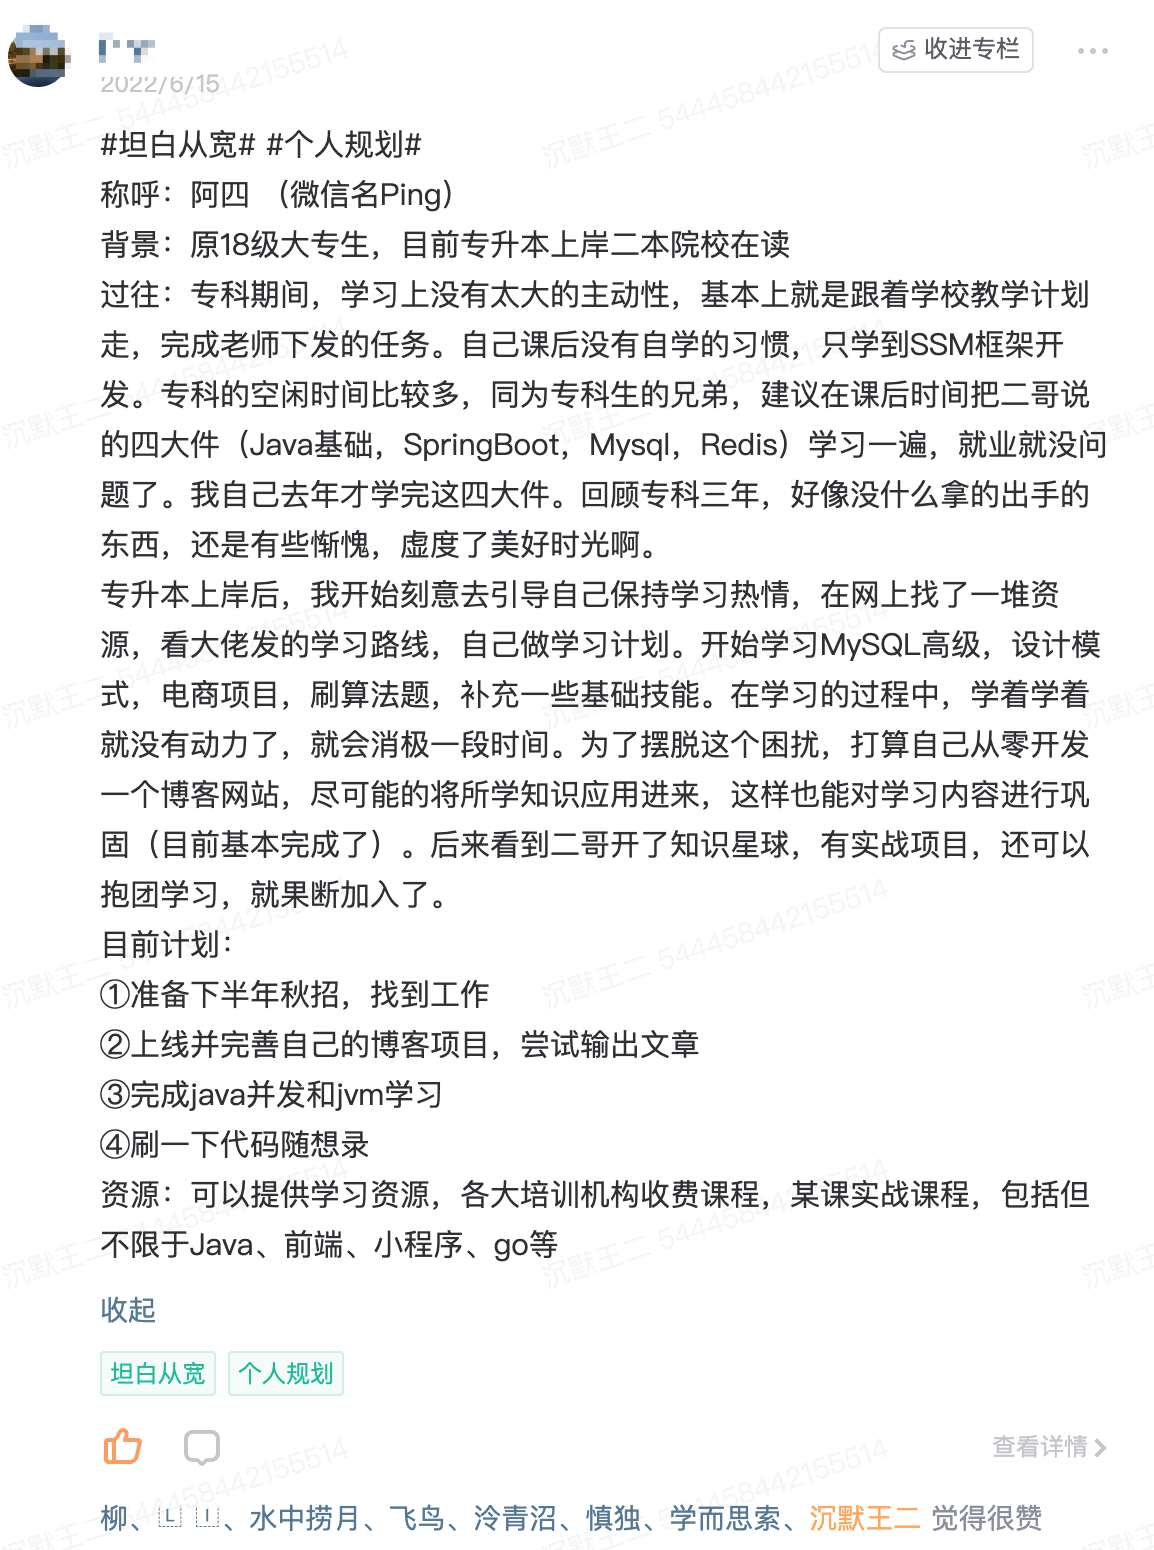 2022/6/15
收进专栏
#坦白从宽# #个人规划#
称呼：阿四 （微信名Ping）
背景：原18级大专生，目前专升本上岸二本院校在读
过往：专科期间，学习上没有太大的主动性，基本上就是跟着学校教学计划
走，完成老师下发的任务。自己课后没有自学的习惯，只学到SSM框架开
发。专科的空闲时间比较多，同为专科生的兄弟，建议在课后时间把二哥说
的四大件（Java基础，SpringBoot，Mysql，Redis）学习一遍，就业就没问
题了。我自己去年才学完这四大件。回顾专科三年，好像没什么拿的出手的
东西，还是有些惭愧，虚度了美好时光啊。
专升本上岸后，我开始刻意去引导自己保持学习热情，在网上找了一堆资
源，看大佬发的学习路线，自己做学习计划。开始学习MySQL高级，设计模
式，电商项目，刷算法题，补充一些基础技能。在学习的过程中，学着学着
就没有动力了，就会消极一段时间。为了摆脱这个困扰，打算自己从零开发
一个博客网站，尽可能的将所学知识应用进来，这样也能对学习内容进行巩
固（目前基本完成了）。后来看到二哥开了知识星球，有实战项目，还可以
抱团学习，就果断加入了。
目前计划：
①准备下半年秋招，找到工作
②上线并完善自己的博客项目，尝试输出文章
③完成java并发和jvm学习
④刷一下代码随想录
资源：可以提供学习资源，各大培训机构收费课程，某课实战课程，包括但
不限于Java、前端、小程序、go等
收起
坦白从宽 个人规划
查看详情
柳、🇱 🇮、水中捞月、飞鸟、泠青沼、慎独、学而思索、沉默王二 觉得很赞
沉默王二 544458442155514